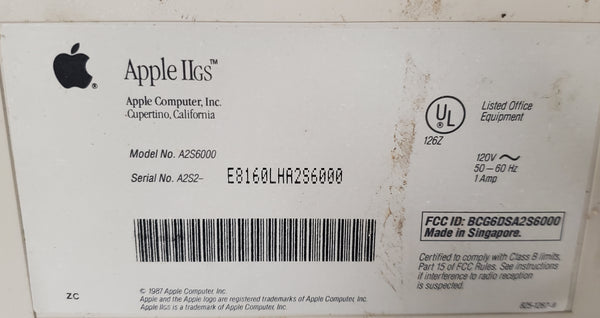 Apple IIGS™
Apple Computer, Inc.
Cupertino, California
Model No. A2S6000
Serial No. A2S2- E8160LHA2S6000
UL
®
126Z
Listed Office
Equipment
120V
50-60 Hz
1 Amp
FCC ID: BCG6DSA2S6000
Made in Singapore.
Certified to comply with Class B limits,
Part 15 of FCC Rules. See instructions
if interference to radio reception
is suspected.
© 1987 Apple Computer, Inc.
Apple and the Apple logo are registered trademarks of Apple Computer, Inc.
Apple IIGS is a trademark of Apple Computer, Inc.
ZC